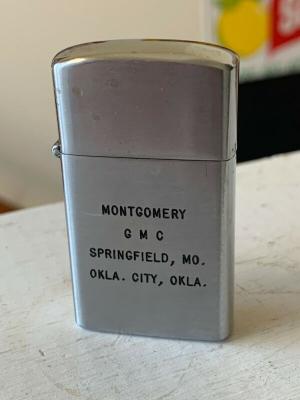 MONTGOMERY
G M C
SPRINGFIELD, MO.
OKLA. CITY, OKLA.